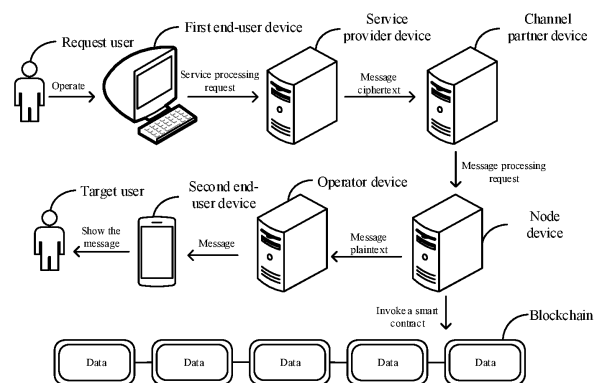 Request user
First end-user device
Service
provider device
Channel
partner device
Operate
Service processing
request
Message
ciphertext
Message processing
request
Target user
Second end-
user device
Operator device
Node
device
Show the
message
Message
Message
plaintext
Invoke a smart
contract
Blockchain
Data
Data
Data
Data
Data